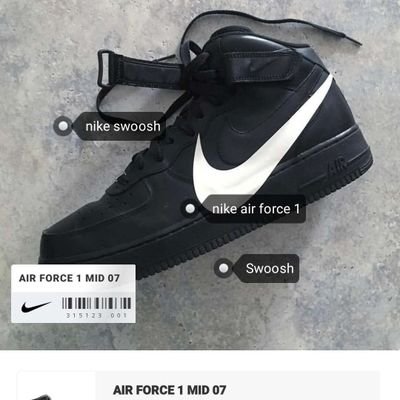 nike swoosh
nike air force 1
AIR
Swoosh
AIR FORCE 1 MID 07
315123 001
AIR FORCE 1 MID 07